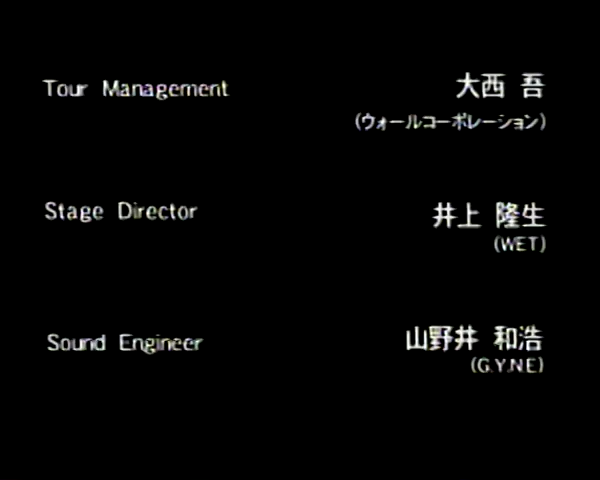 Tour Management 大西 吾
(ウォールコーポレーション)
Stage Director 井上 隆生
(WET)
Sound Engineer 山野井 和浩
(G.Y.N.E)